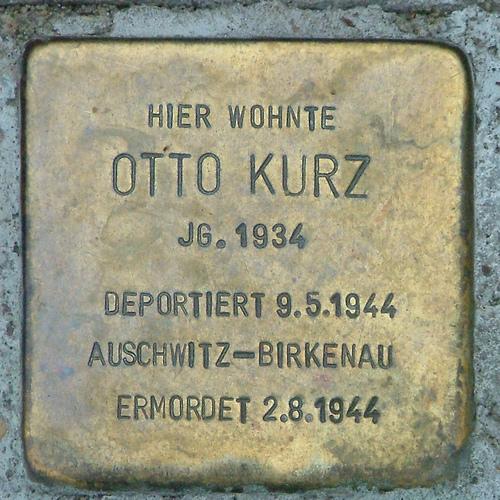 HIER WOHNTE
OTTO KURZ
JG. 1934
DEPORTIERT 9.5.1944
AUSCHWITZ-BIRKENAU
ERMORDET 2.8.1944